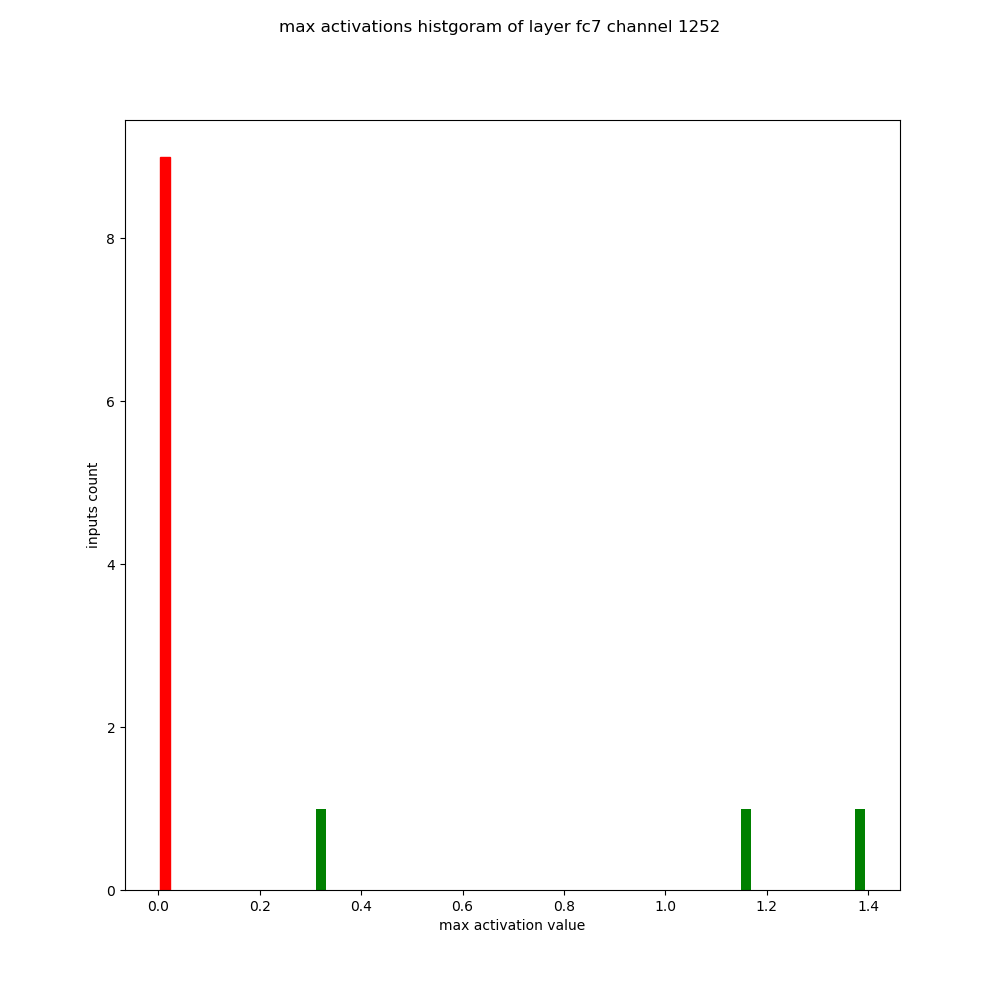 max activations histgoram of layer fc7 channel 1252
8
6
4
2
0
inputs count
0.0 0.2 0.4 0.6 0.8 1.0 1.2 1.4
max activation value